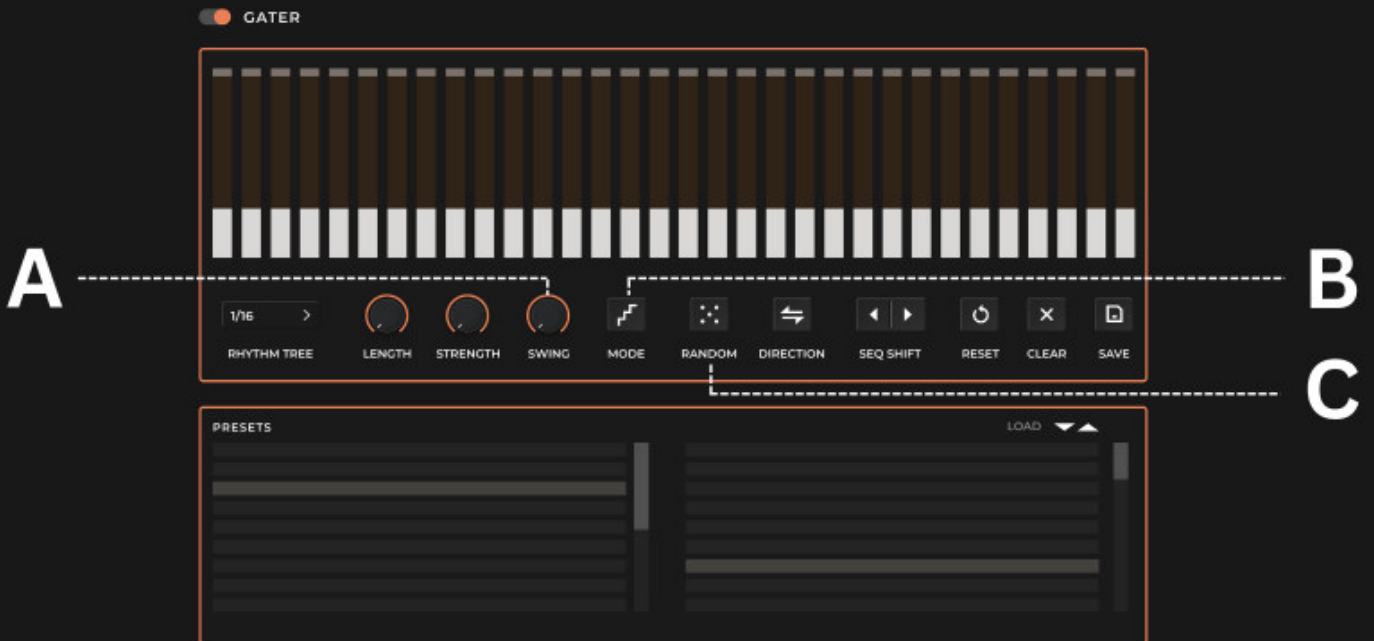 GATER
A
B
1/16
RHYTHM TREE LENGTH STRENGTH SWING MODE RANDOM DIRECTION SEQ SHIFT RESET CLEAR SAVE
C
PRESETS LOAD